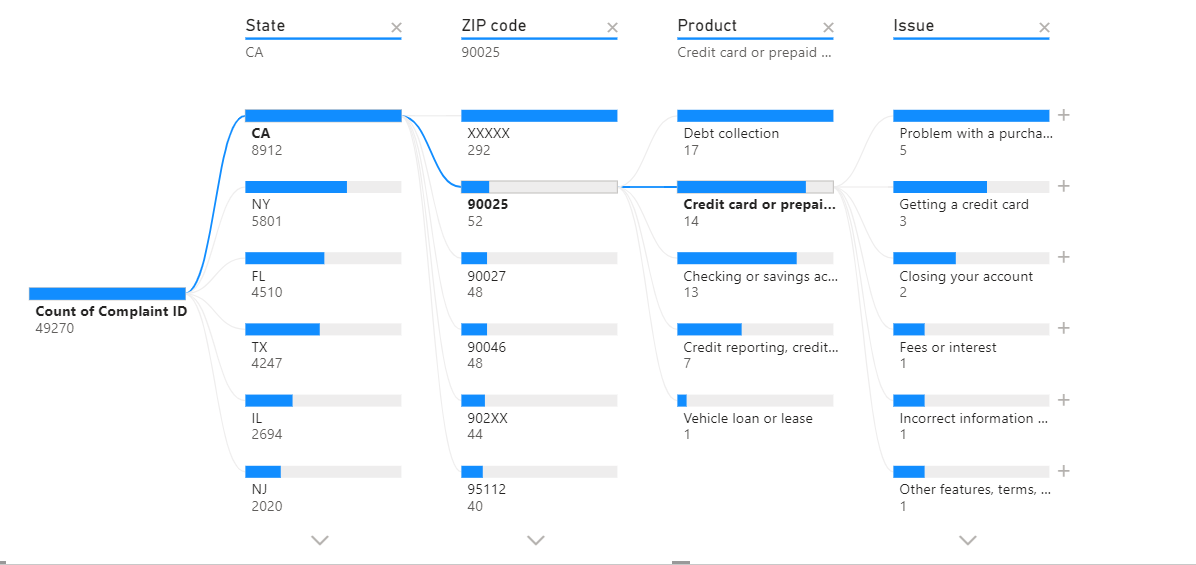 State
CA
ZIP code
90025
Product
Credit card or prepaid ...
Issue
Count of Complaint ID
49270
CA
8912
NY
5801
FL
4510
TX
4247
IL
2694
NJ
2020
XXXXX
292
90025
52
90027
48
90046
48
902XX
44
95112
40
Debt collection
17
Credit card or prepai...
14
Checking or savings ac...
13
Credit reporting, credit...
7
Vehicle loan or lease
1
Problem with a purcha...
5
Getting a credit card
3
Closing your account
2
Fees or interest
1
Incorrect information ...
1
Other features, terms, ...
1